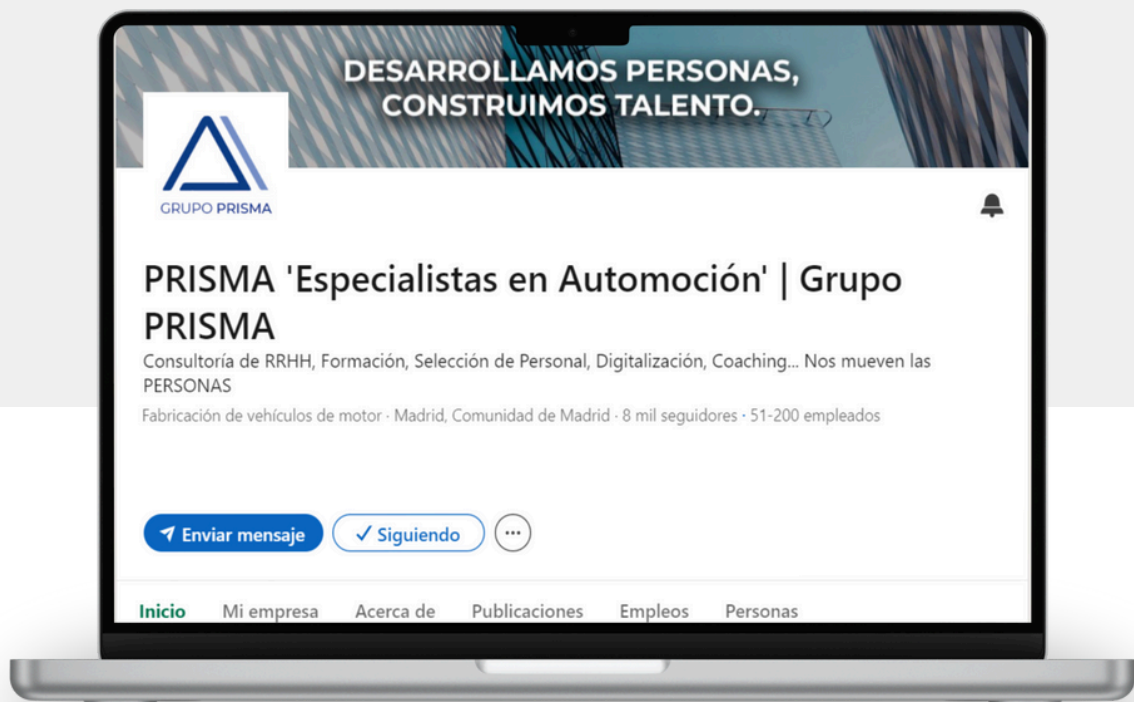 DESARROLLAMOS PERSONAS,
CONSTRUIMOS TALENTO.
GRUPO PRISMA
PRISMA 'Especialistas en Automoción' | Grupo
PRISMA
Consultoría de RRHH, Formación, Selección de Personal, Digitalización, Coaching... Nos mueven las
PERSONAS
Fabricación de vehículos de motor · Madrid, Comunidad de Madrid · 8 mil seguidores · 51-200 empleados
Enviar mensaje ✓ Siguiendo ...
Inicio Mi empresa Acerca de Publicaciones Empleos Personas